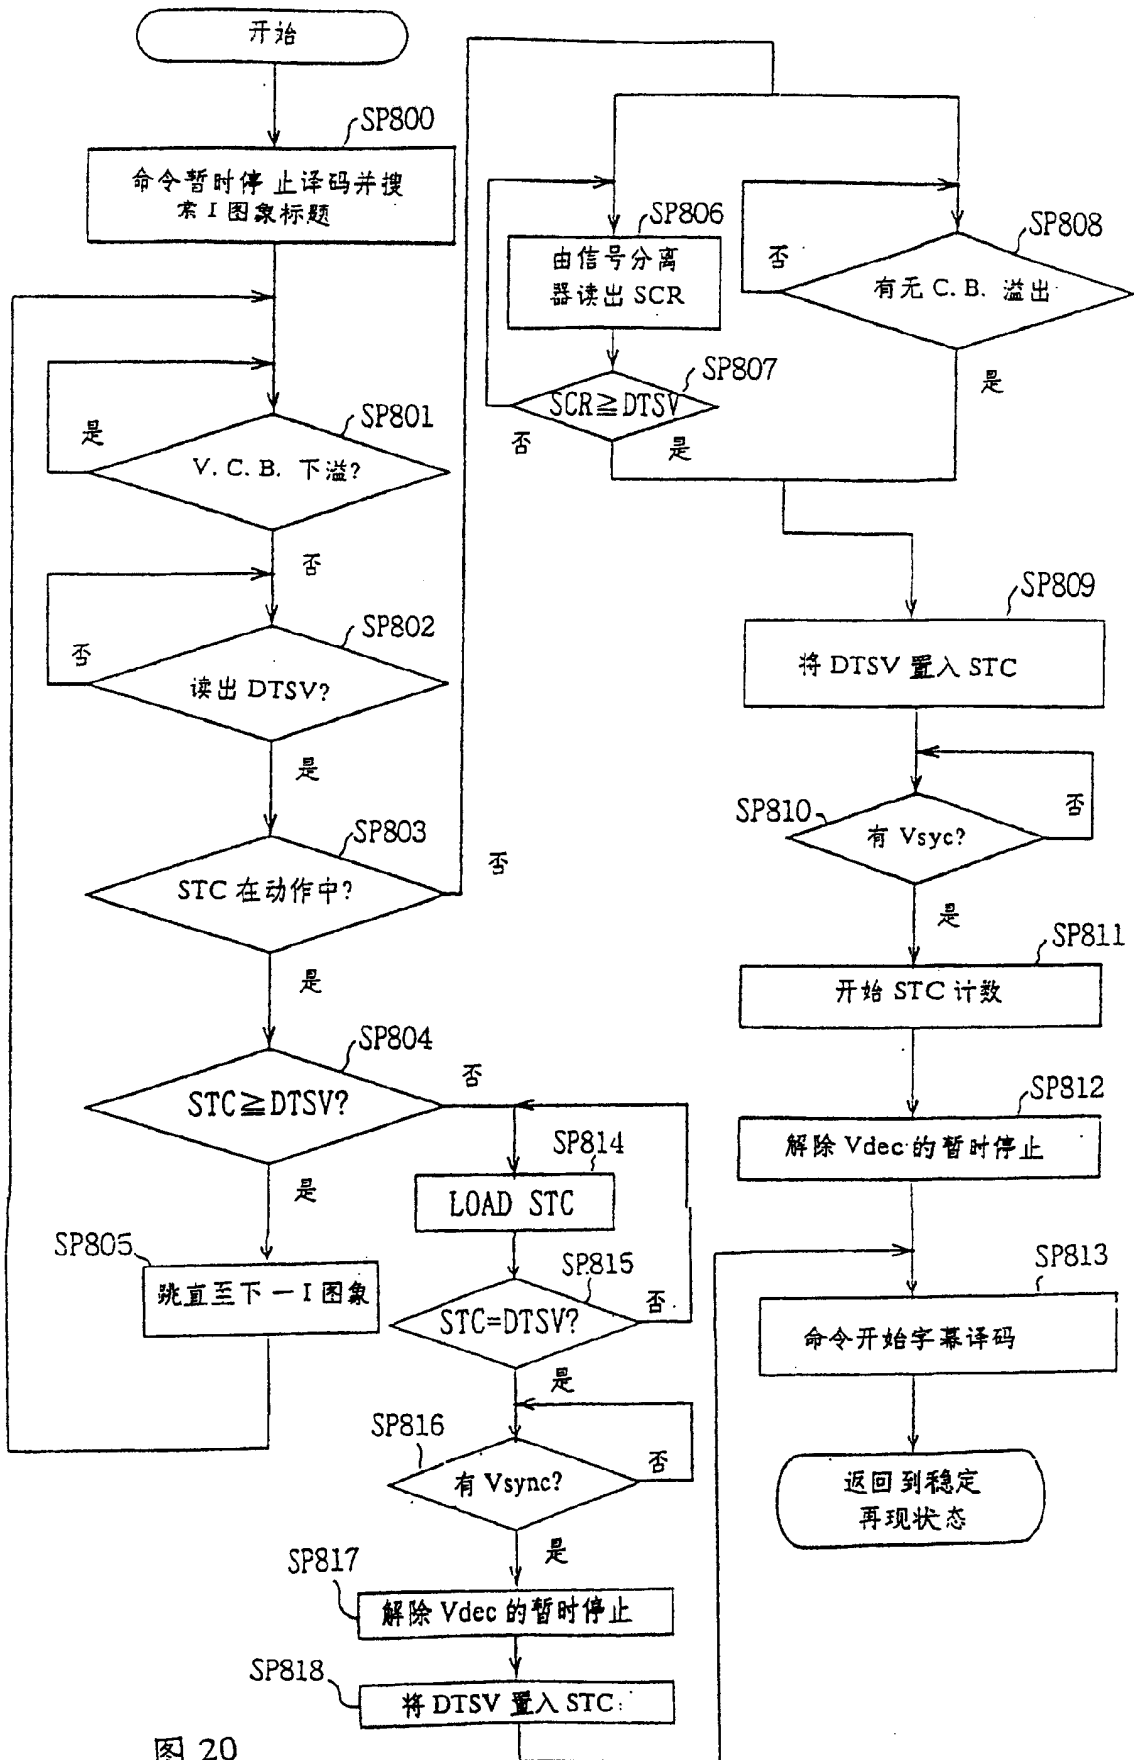 开始
SP800
命令暂时停止译码并搜
索 I 图象标题
SP801
是
V. C. B. 下溢?
否
SP802
否
读出 DTSV?
是
SP803
STC 在动作中?
否
是
SP804
STC≧DTSV?
否
是
SP805
跳直至下一 I 图象
SP814
LOAD STC
SP815
STC=DTSV?
否
是
SP816
有 Vsync?
否
是
SP817
解除 Vdec 的暂时停止
SP818
将 DTSV 置入 STC
SP806
由信号分离
器读出 SCR
SP807
SCR≧DTSV
否
是
SP808
否
有无 C. B. 溢出
是
SP809
将 DTSV 置入 STC
SP810
有 Vsyc?
否
是
SP811
开始 STC 计数
SP812
解除 Vdec 的暂时停止
SP813
命令开始字幕译码
返回到稳定
再现状态
图 20